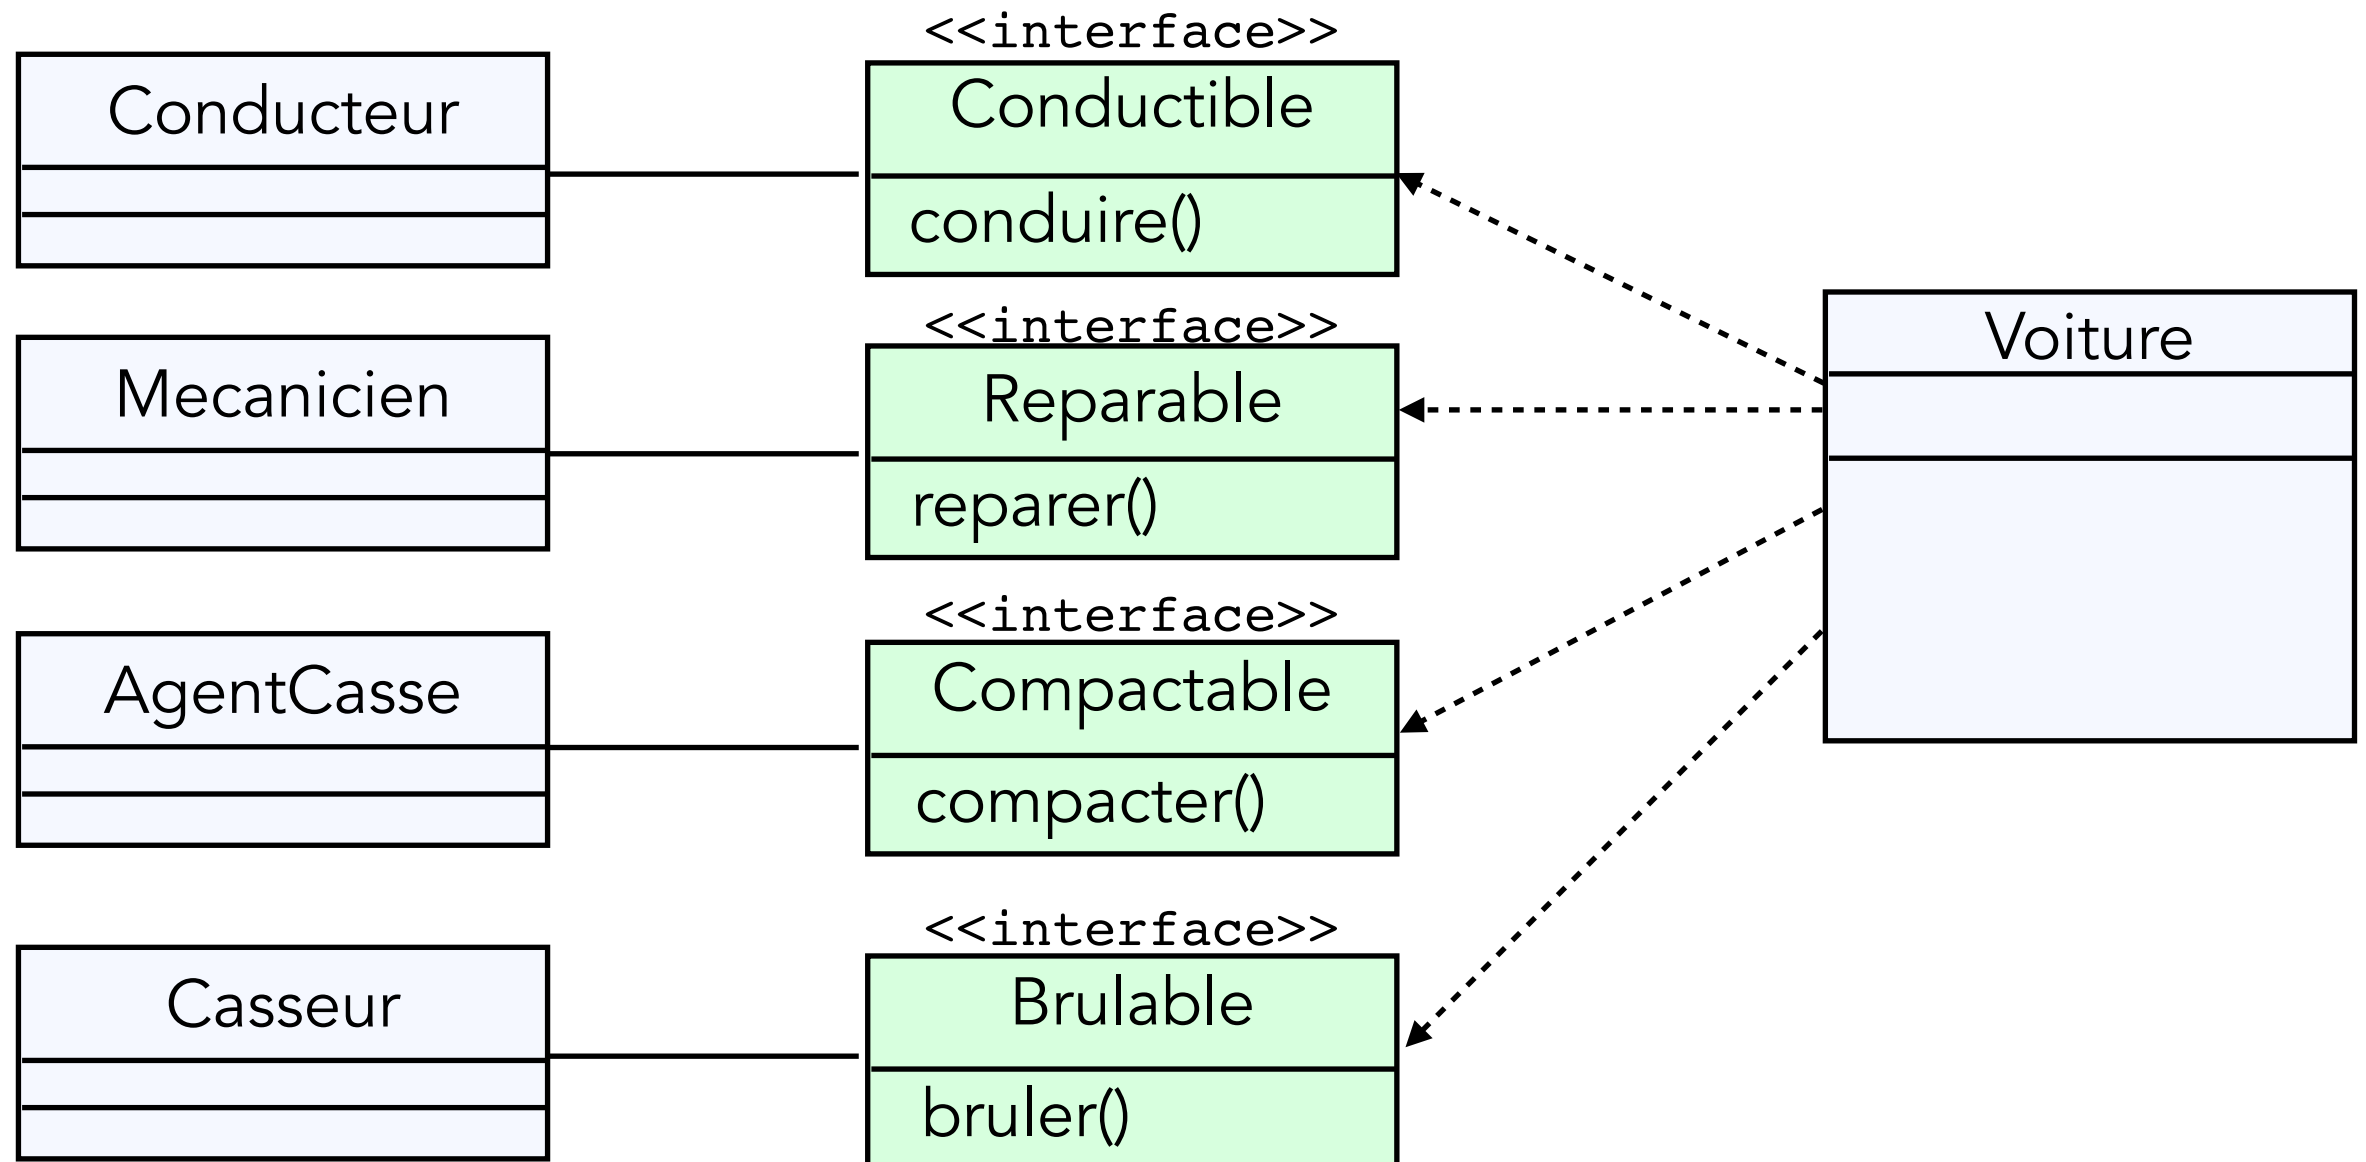 <<interface>>
Conducteur
Conductible
conduire()
<<interface>>
Voiture
Mecanicien
Reparable
reparer()
<<interface>>
AgentCasse
Compactable
compacter()
<<interface>>
Casseur
Brulable
bruler()